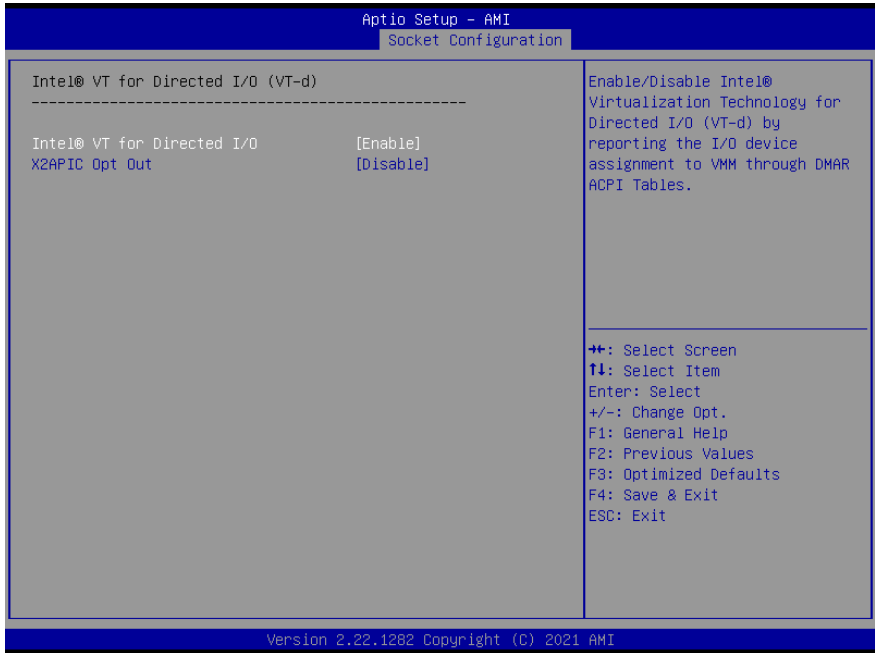 Aptio Setup – AMI
Socket Configuration
Intel® VT for Directed I/O (VT-d)
--------------------------------------------------
Intel® VT for Directed I/O [Enable]
X2APIC Opt Out [Disable]
Enable/Disable Intel®
Virtualization Technology for
Directed I/O (VT-d) by
reporting the I/O device
assignment to VMM through DMAR
ACPI Tables.
→←: Select Screen
↑↓: Select Item
Enter: Select
+/-: Change Opt.
F1: General Help
F2: Previous Values
F3: Optimized Defaults
F4: Save & Exit
ESC: Exit
Version 2.22.1282 Copyright (C) 2021 AMI